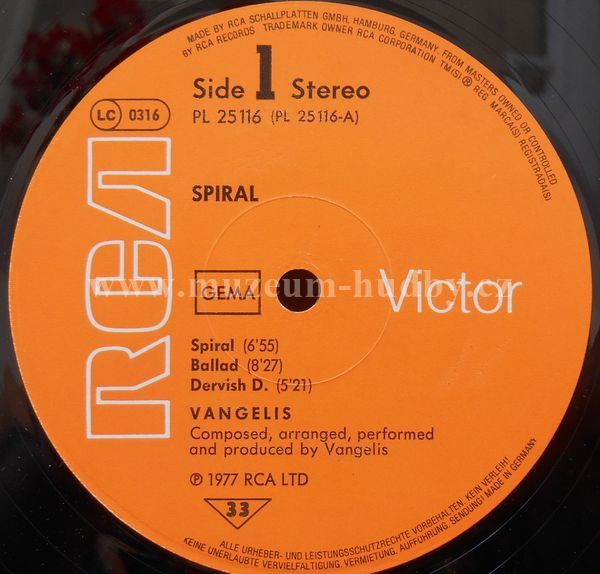 MADE BY RCA SCHALLPLATTEN GMBH, HAMBURG, GERMANY, FROM MASTERS OWNED OR CONTROLLED
BY RCA RECORDS TRADEMARK OWNER RCA CORPORATION TM(S) ® REG MARCA(S) REGISTRADA(S)
Side 1 Stereo
PL 25116 (PL 25116-A)
LC 0316
RCA
SPIRAL
www.muzeum-hudby.cz
GEMA
Victor
Spiral (6'55)
Ballad (8'27)
Dervish D. (5'21)
VANGELIS
Composed, arranged, performed
and produced by Vangelis
℗ 1977 RCA LTD
33
ALLE URHEBER- UND LEISTUNGSSCHUTZRECHTE VORBEHALTEN. KEIN VERLEIH!
KEINE UNERLAUBTE VERVIELFÄLTIGUNG, VERMIETUNG, AUFFÜHRUNG, SENDUNG! MADE IN GERMANY